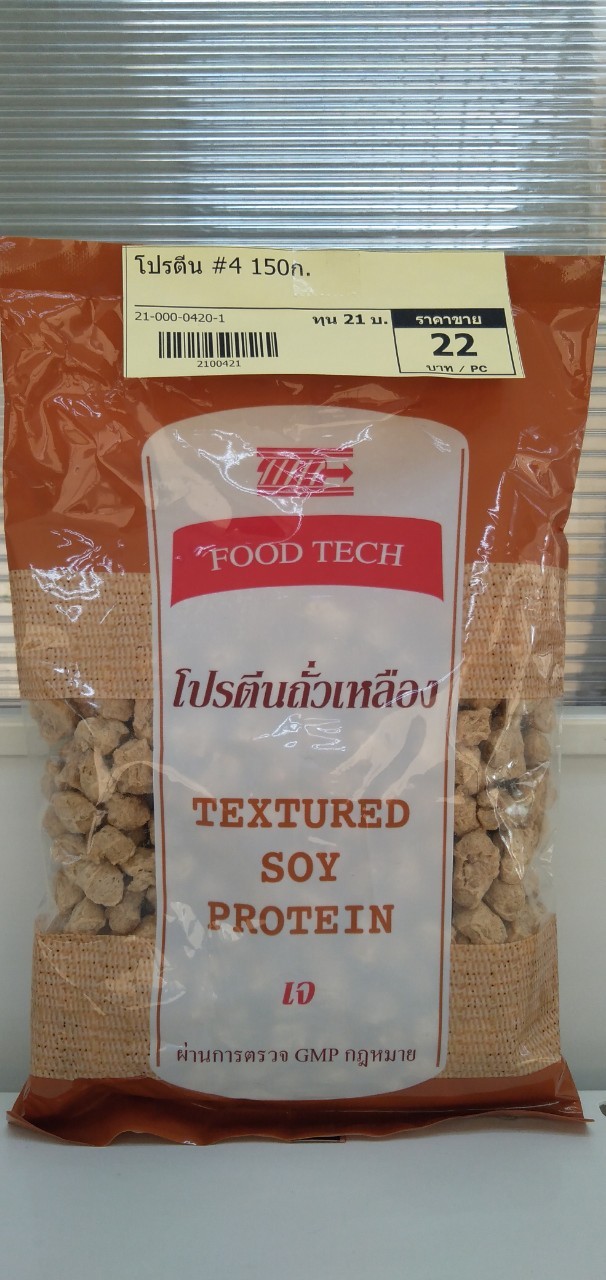 โปรตีน #4 150ก.
21-000-0420-1
ทุน 21 บ.
ราคาขาย
22
บาท / PC
2100421
FOOD TECH
โปรตีนถั่วเหลือง
TEXTURED
SOY
PROTEIN
เจ
ผ่านการตรวจ GMP กฎหมาย